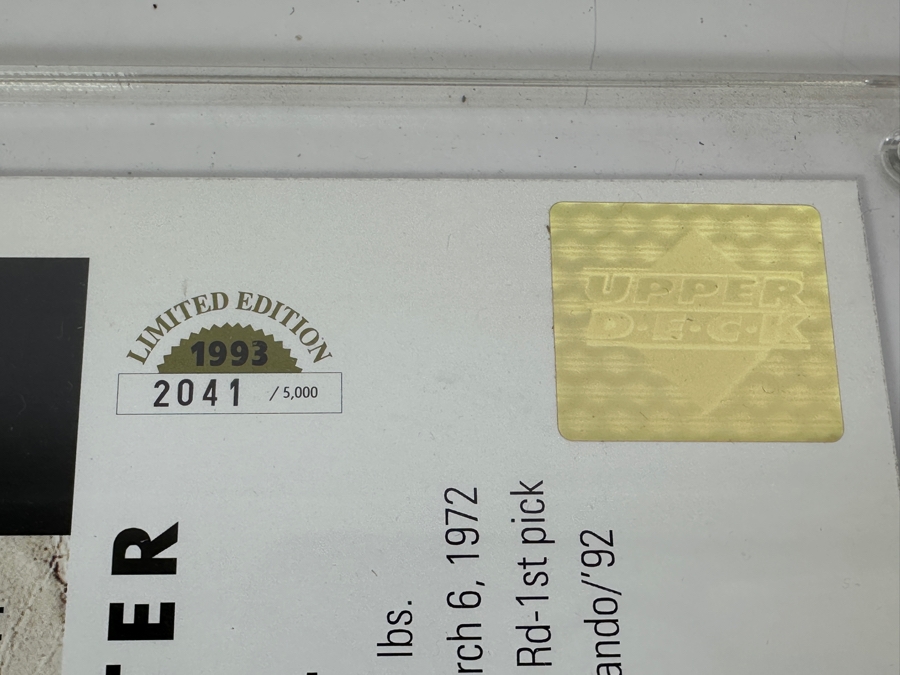 LIMITED EDITION
1993
2041 / 5,000
UPPER
D·E·C·K
TER
lbs.
rch 6, 1972
Rd-1st pick
ando/'92